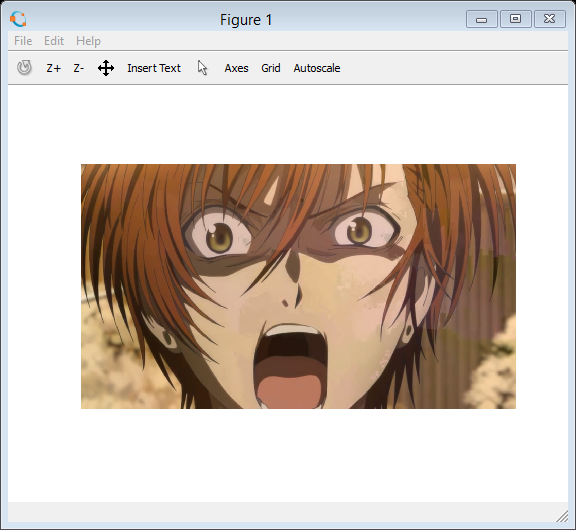 Figure 1
File Edit Help
Z+ Z- Insert Text Axes Grid Autoscale